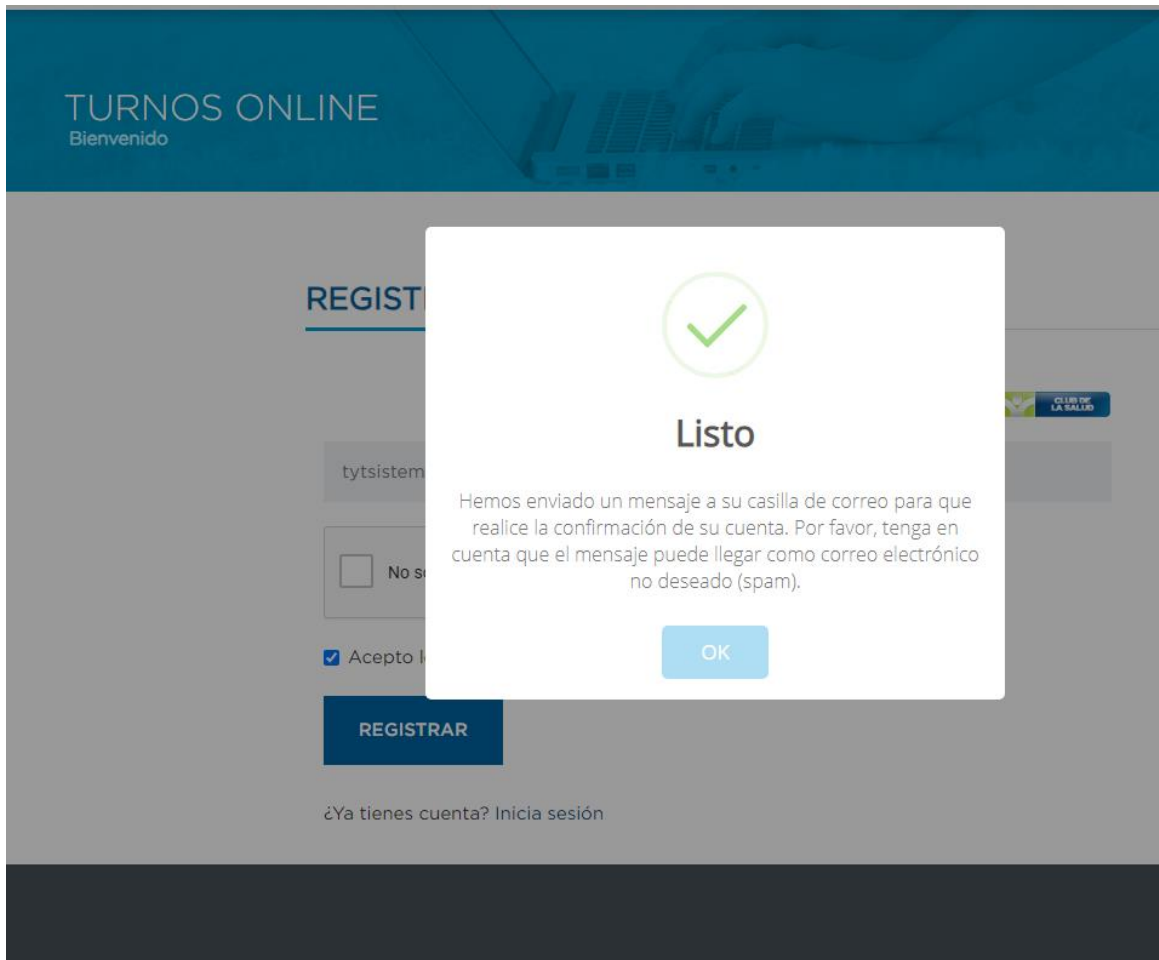 TURNOS ONLINE
Bienvenido
REGIST
CLUB DE
LA SALUD
Listo
tytsistem
Hemos enviado un mensaje a su casilla de correo para que
realice la confirmación de su cuenta. Por favor, tenga en
cuenta que el mensaje puede llegar como correo electrónico
no deseado (spam).
No so
OK
Acepto l
REGISTRAR
¿Ya tienes cuenta? Inicia sesión